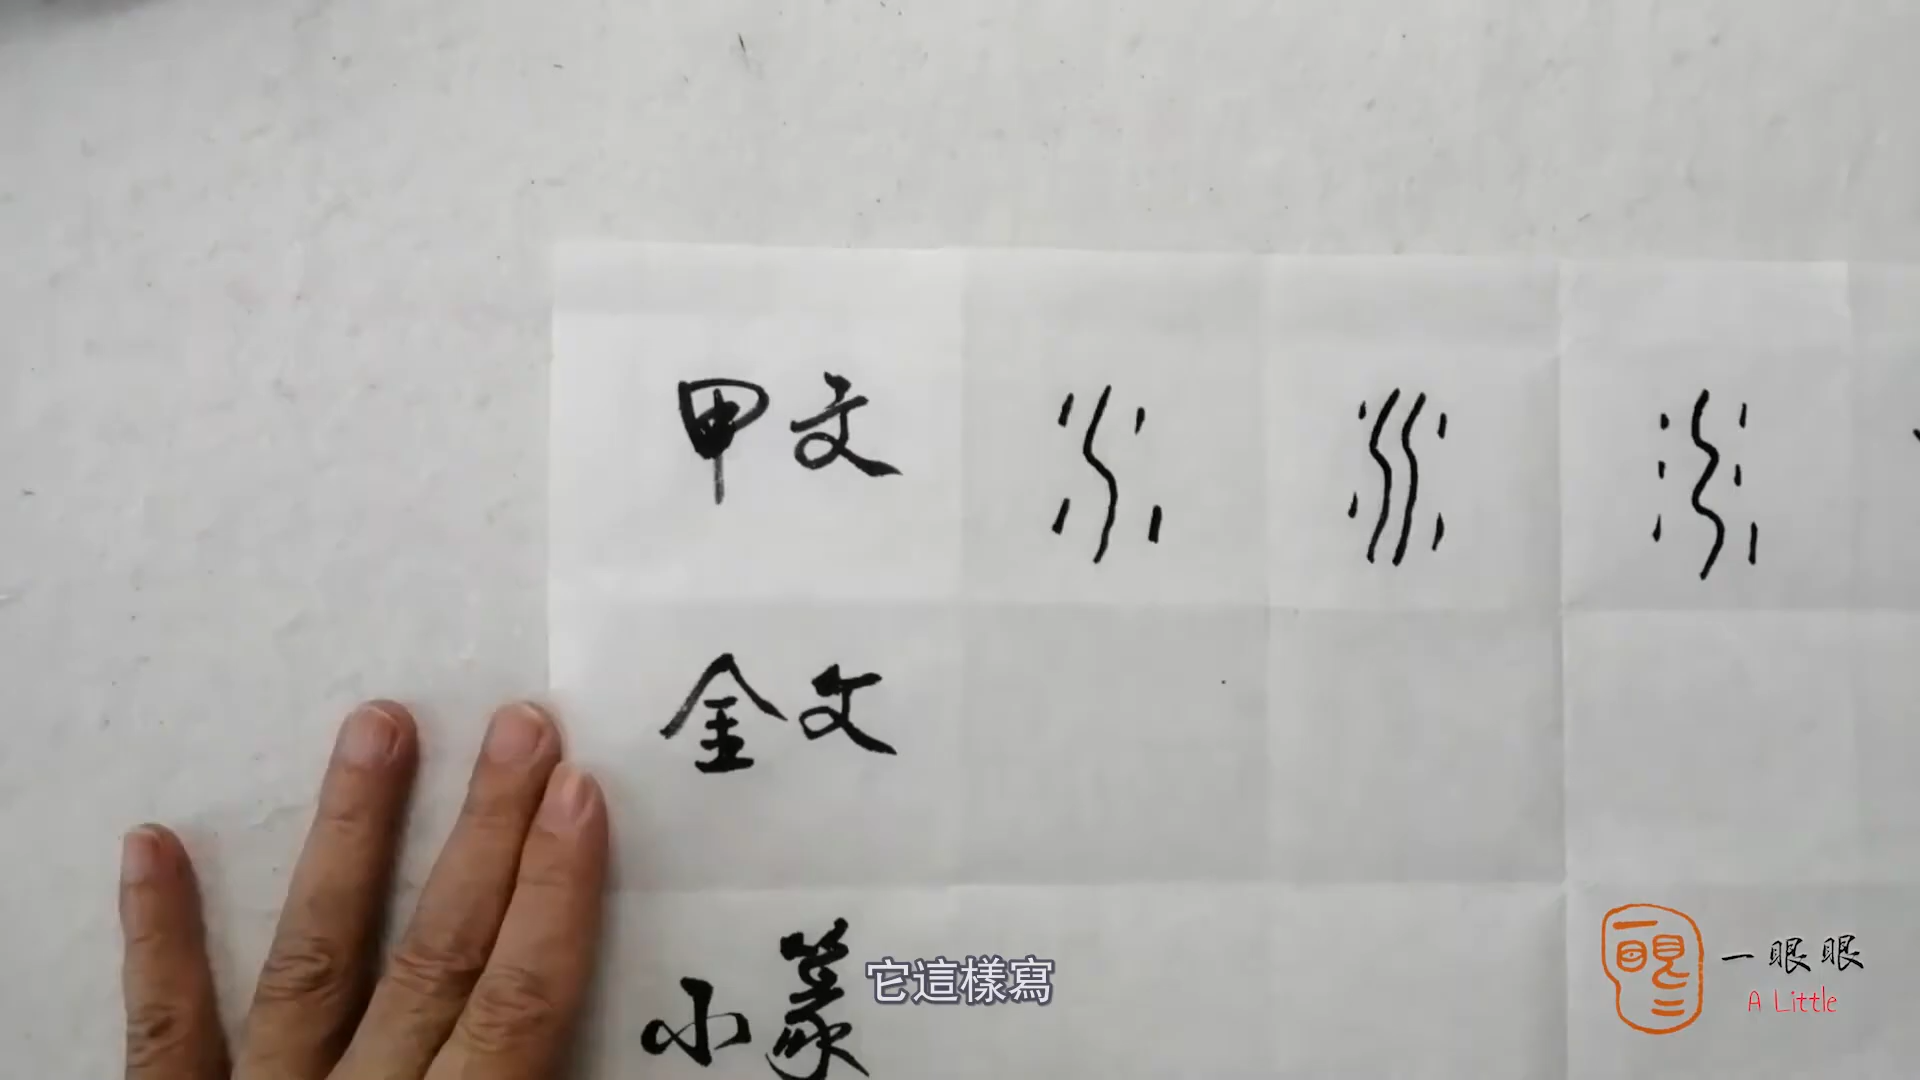 甲文
金文
小篆
它這樣寫
一眼眼
A Little